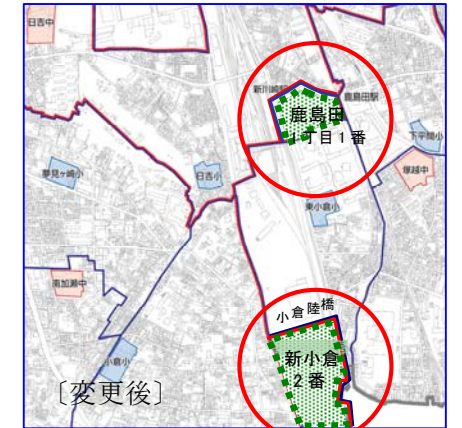 日吉中
新川崎駅
鹿島田駅
鹿島田
1丁目1番
下平間小
塚越中
夢見ヶ崎小
日吉小
東小倉小
南加瀬中
小倉陸橋
新小倉
2番
小倉小
〔変更後〕